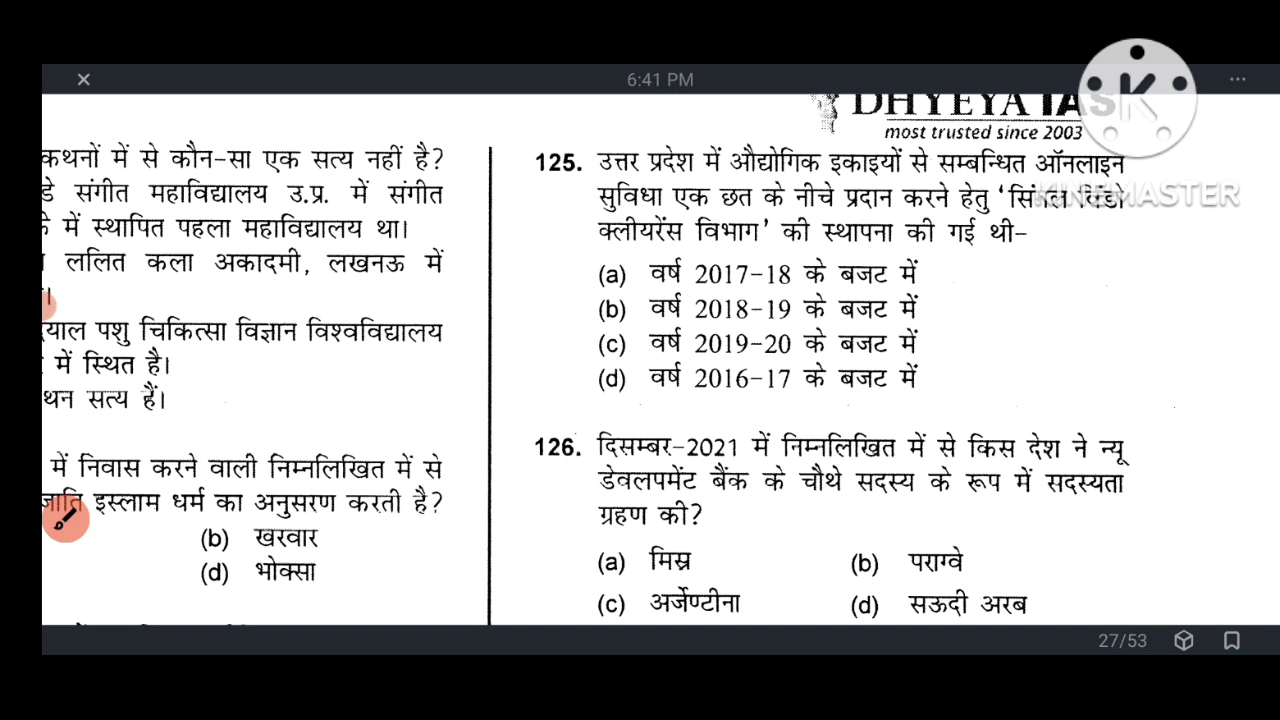 6:41 PM
DHYEYA IAS
most trusted since 2003
KINEMASTER
कथनों में से कौन-सा एक सत्य नहीं है?
डे संगीत महाविद्यालय उ.प्र. में संगीत
में स्थापित पहला महाविद्यालय था।
ललित कला अकादमी, लखनऊ में
याल पशु चिकित्सा विज्ञान विश्वविद्यालय
में स्थित है।
थन सत्य हैं।
में निवास करने वाली निम्नलिखित में से
जाति इस्लाम धर्म का अनुसरण करती है?
(b) खरवार
(d) भोक्सा
125. उत्तर प्रदेश में औद्योगिक इकाइयों से सम्बन्धित ऑनलाइन
सुविधा एक छत के नीचे प्रदान करने हेतु ‘सिंगल विंडो
क्लीयरेंस विभाग’ की स्थापना की गई थी–
(a) वर्ष 2017-18 के बजट में
(b) वर्ष 2018-19 के बजट में
(c) वर्ष 2019-20 के बजट में
(d) वर्ष 2016-17 के बजट में
126. दिसम्बर-2021 में निम्नलिखित में से किस देश ने न्यू
डेवलपमेंट बैंक के चौथे सदस्य के रूप में सदस्यता
ग्रहण की?
(a) मिस्र (b) पराग्वे
(c) अर्जेण्टीना (d) सऊदी अरब
27/53